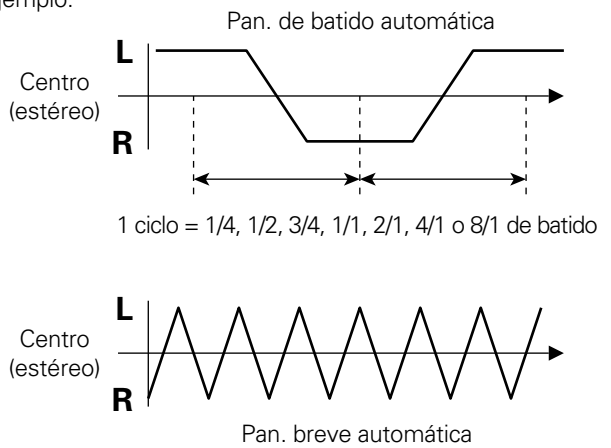 Pan. de batido automática
L
Centro
(estéreo)
R
1 ciclo = 1/4, 1/2, 3/4, 1/1, 2/1, 4/1 o 8/1 de batido
L
Centro
(estéreo)
R
Pan. breve automática